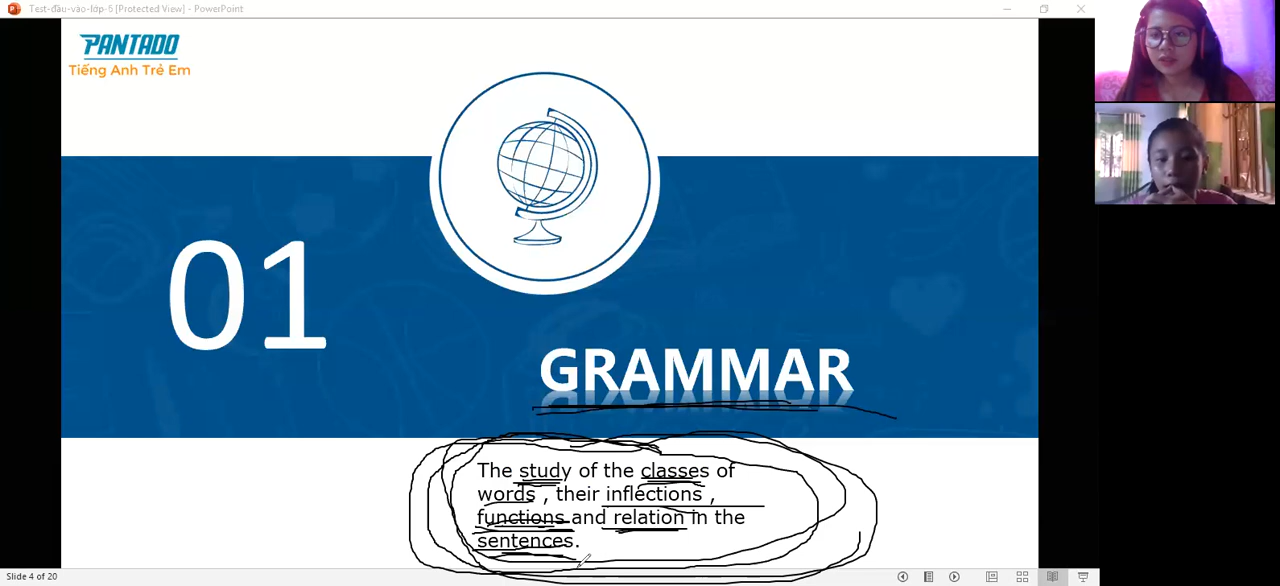 Test-đầu-vào-lớp-6 [Protected View] - PowerPoint
PANTADO
Tiếng Anh Trẻ Em
01
GRAMMAR
The study of the classes of
words , their inflections ,
functions and relation in the
sentences.
Slide 4 of 20